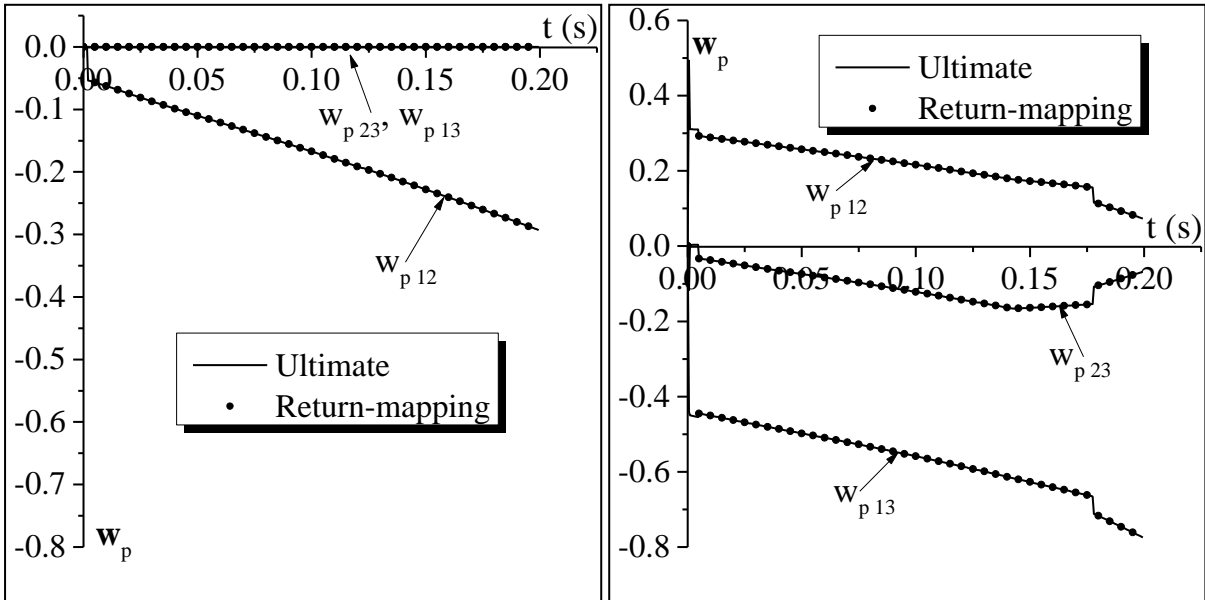 t (s)
0.0
-0.1
-0.2
-0.3
-0.4
-0.5
-0.6
-0.7
-0.8
0.00 0.05 0.10 0.15 0.20
w p 23, w p 13
w p 12
Ultimate
Return-mapping
w p
0.6
0.4
0.2
0.0
-0.2
-0.4
-0.6
-0.8
w p
Ultimate
Return-mapping
w p 12
t (s)
0.00 0.05 0.10 0.15 0.20
w p 23
w p 13